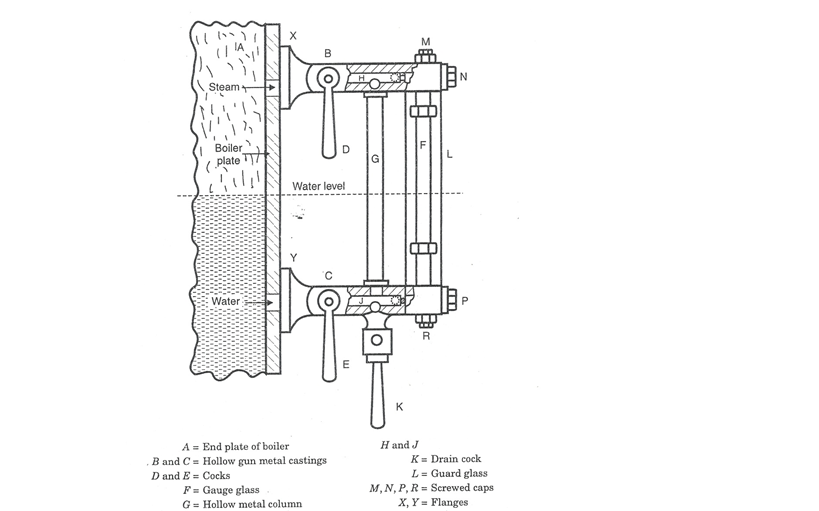 X
M
B
A
H
N
Steam
D
F
Boiler
plate
G
L
Water level
Y
C
Water
J
P
R
E
K
A = End plate of boiler
B and C = Hollow gun metal castings
D and E = Cocks
F = Gauge glass
G = Hollow metal column
H and J
K = Drain cock
L = Guard glass
M, N, P, R = Screwed caps
X, Y = Flanges